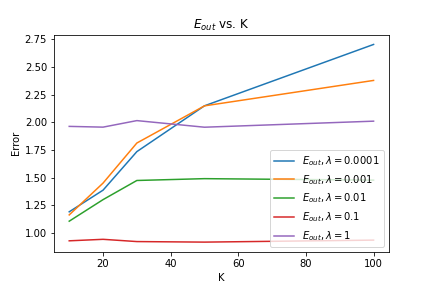 E_out vs. K
2.75
2.50
2.25
2.00
1.75
1.50
1.25
1.00
Error
E_out, λ = 0.0001
E_out, λ = 0.001
E_out, λ = 0.01
E_out, λ = 0.1
E_out, λ = 1
20
40
60
80
100
K